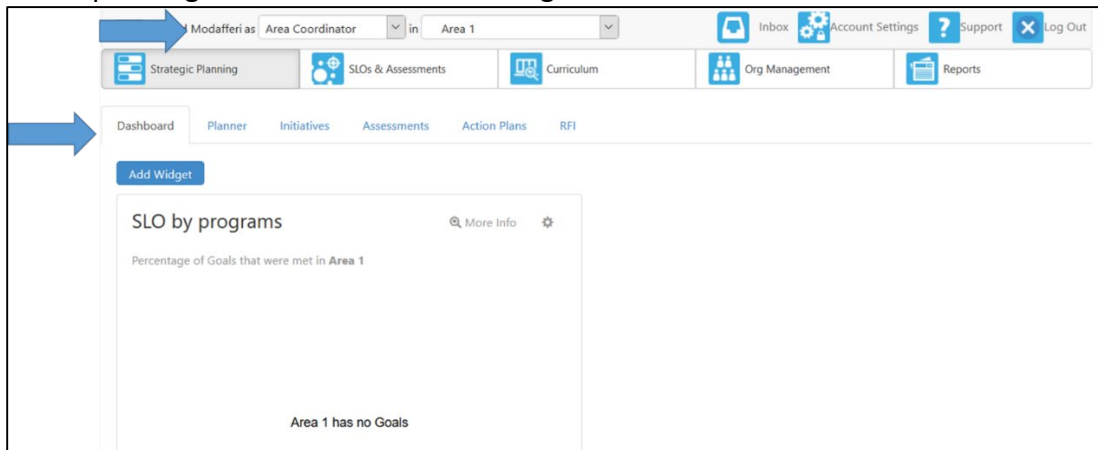 Modafferi as Area Coordinator in Area 1 Inbox Account Settings Support Log Out
Strategic Planning SLOs & Assessments Curriculum Org Management Reports
Dashboard Planner Initiatives Assessments Action Plans RFI
Add Widget
SLO by programs More Info
Percentage of Goals that were met in Area 1
Area 1 has no Goals